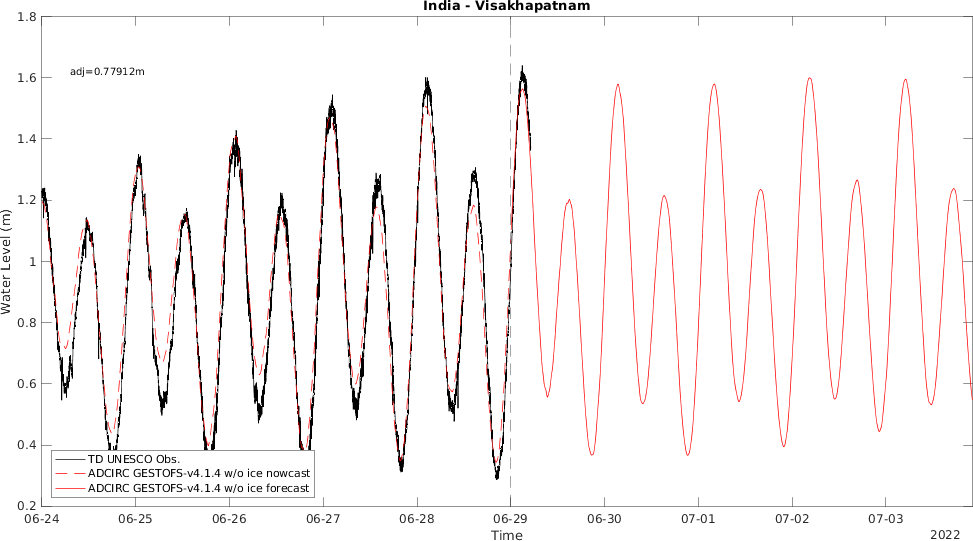 India - Visakhapatnam
adj=0.77912m
1.8
1.6
1.4
1.2
1
0.8
0.6
0.4
0.2
Water Level (m)
TD UNESCO Obs.
ADCIRC GESTOFS-v4.1.4 w/o ice nowcast
ADCIRC GESTOFS-v4.1.4 w/o ice forecast
06-24 06-25 06-26 06-27 06-28 06-29 06-30 07-01 07-02 07-03
Time
2022